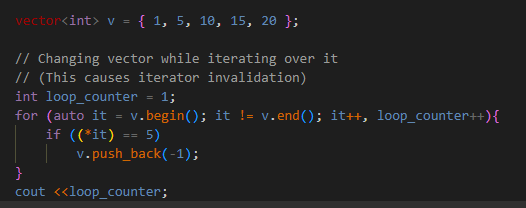 vector<int> v = { 1, 5, 10, 15, 20 };
// Changing vector while iterating over it
// (This causes iterator invalidation)
int loop_counter = 1;
for (auto it = v.begin(); it != v.end(); it++, loop_counter++){
if ((*it) == 5)
v.push_back(-1);
}
cout <<loop_counter;